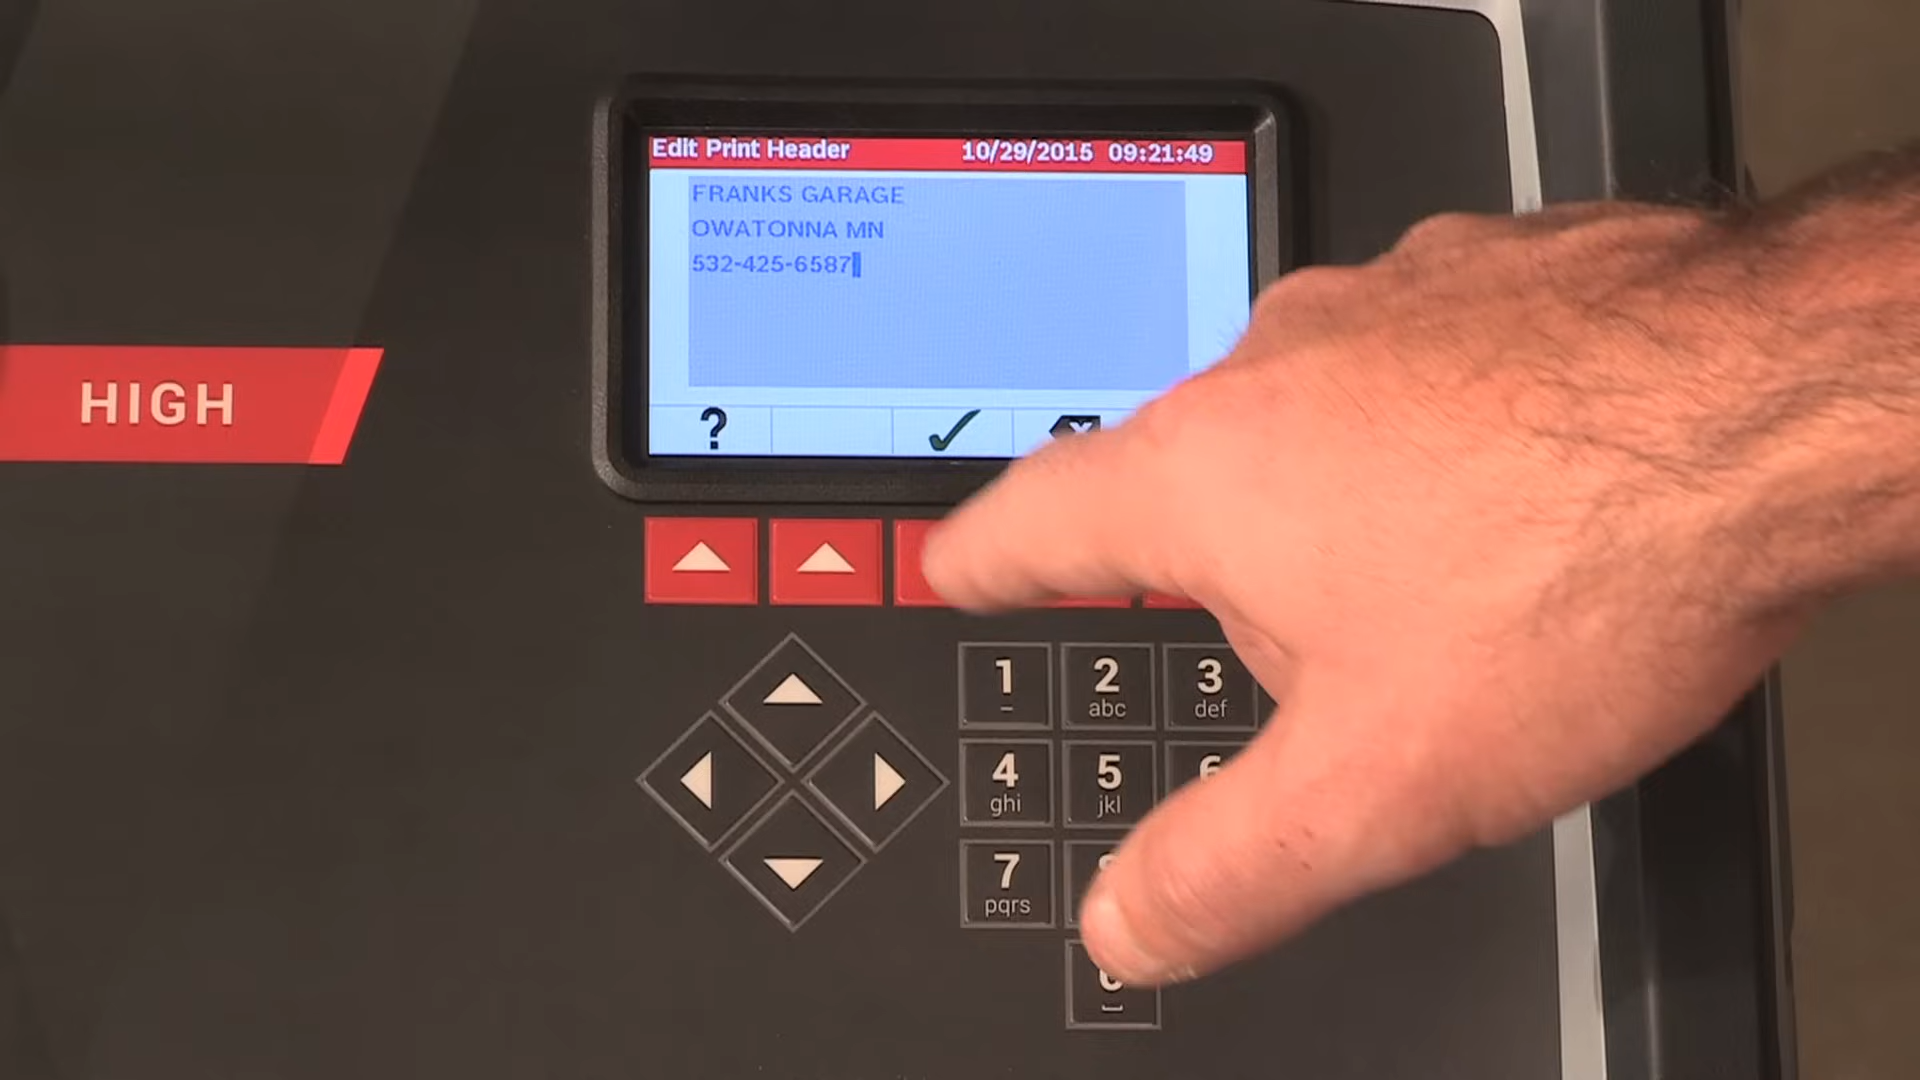 Edit Print Header 10/29/2015 09:21:49
FRANKS GARAGE
OWATONNA MN
532-425-6587
?
HIGH
1 2 3
- abc def
4 5
ghi jkl
7
pqrs